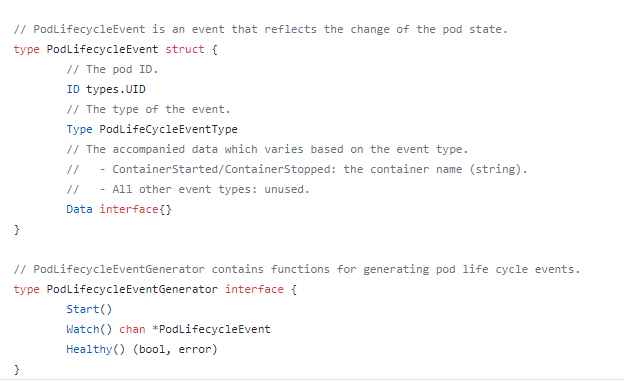 // PodLifecycleEvent is an event that reflects the change of the pod state.
type PodLifecycleEvent struct {
	// The pod ID.
	ID types.UID
	// The type of the event.
	Type PodLifeCycleEventType
	// The accompanied data which varies based on the event type.
	//   - ContainerStarted/ContainerStopped: the container name (string).
	//   - All other event types: unused.
	Data interface{}
}
// PodLifecycleEventGenerator contains functions for generating pod life cycle events.
type PodLifecycleEventGenerator interface {
	Start()
	Watch() chan *PodLifecycleEvent
	Healthy() (bool, error)
}